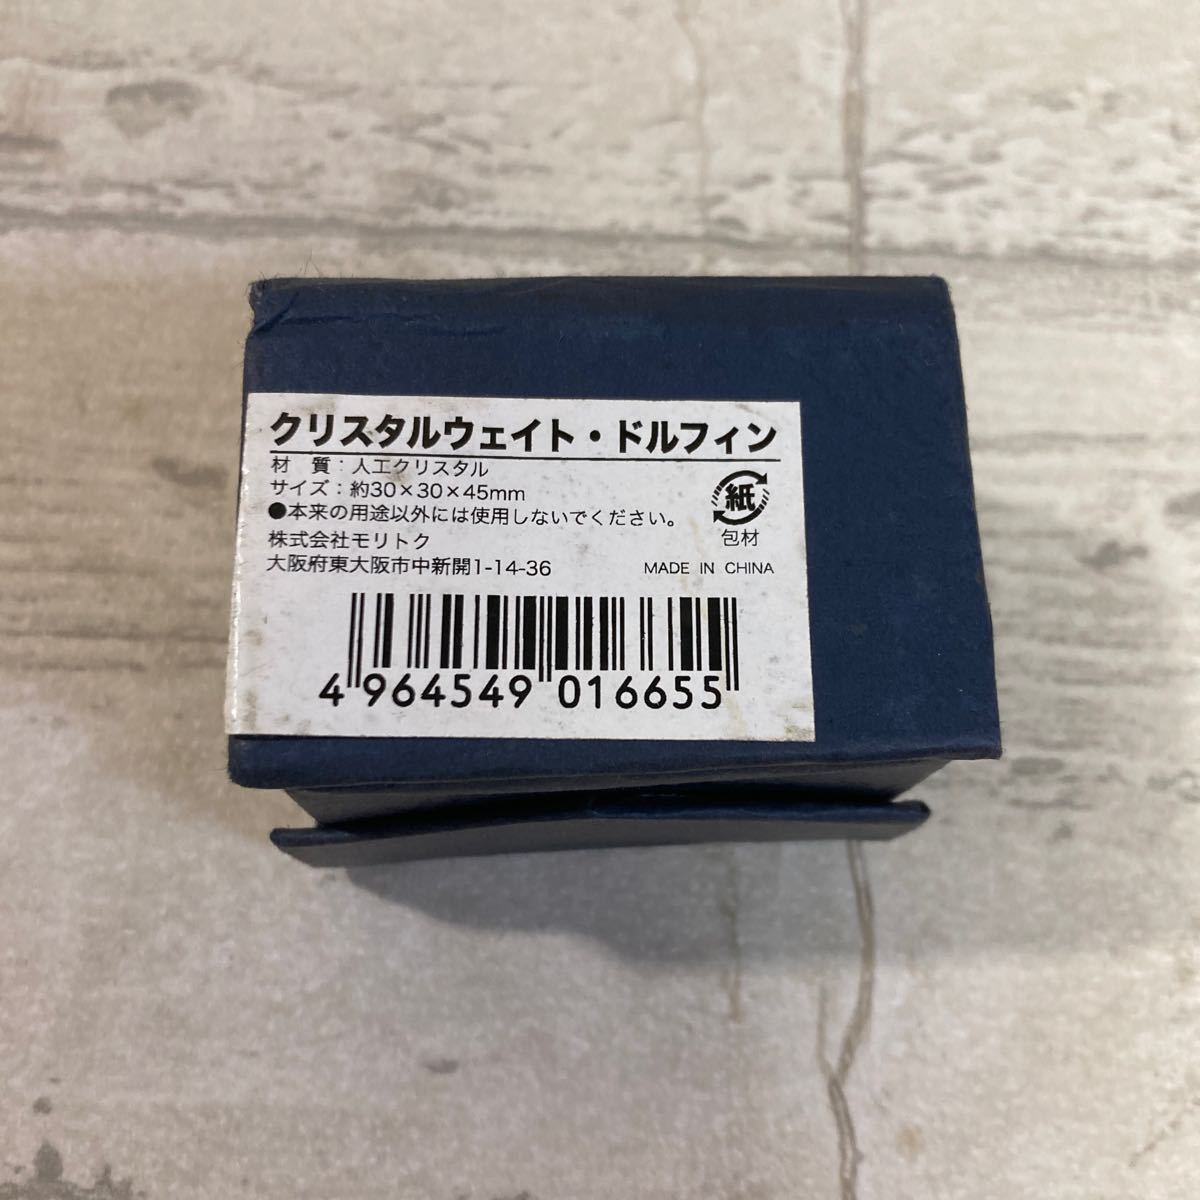 クリスタルウェイト・ドルフィン
材　質：人工クリスタル
サイズ：約30×30×45mm
●本来の用途以外には使用しないでください。
紙
包材
株式会社モリトク
大阪府東大阪市中新開1-14-36
MADE IN CHINA
4 964549 016655